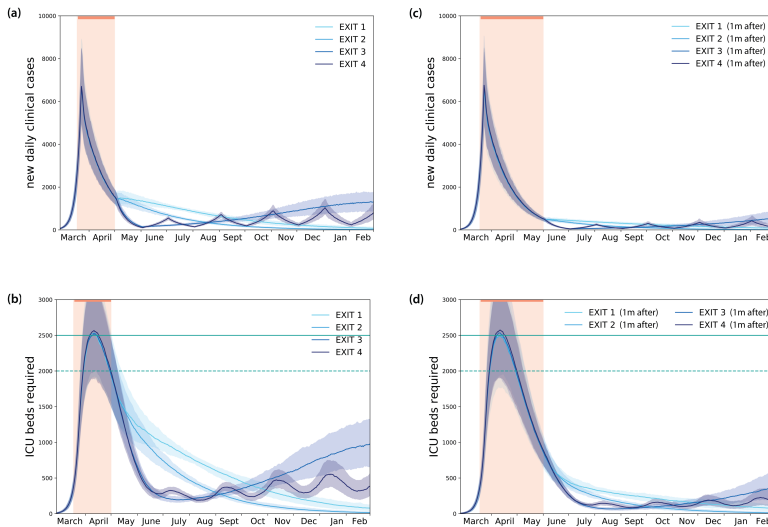 (a)
10000
8000
6000
4000
2000
0
new daily clinical cases
EXIT 1
EXIT 2
EXIT 3
EXIT 4
March April May June July Aug Sept Oct Nov Dec Jan Feb
(c)
10000
8000
6000
4000
2000
0
new daily clinical cases
EXIT 1 (1m after)
EXIT 2 (1m after)
EXIT 3 (1m after)
EXIT 4 (1m after)
March April May June July Aug Sept Oct Nov Dec Jan Feb
(b)
3000
2500
2000
1500
1000
500
0
ICU beds required
EXIT 1
EXIT 2
EXIT 3
EXIT 4
March April May June July Aug Sept Oct Nov Dec Jan Feb
(d)
3000
2500
2000
1500
1000
500
0
ICU beds required
EXIT 1 (1m after) EXIT 3 (1m after)
EXIT 2 (1m after) EXIT 4 (1m after)
March April May June July Aug Sept Oct Nov Dec Jan Feb